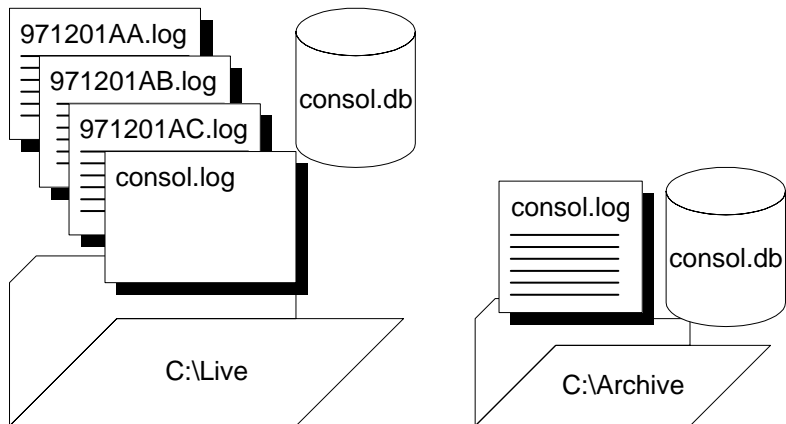 971201AA.log
971201AB.log
971201AC.log
consol.log
consol.db
C:\Live
consol.log
consol.db
C:\Archive